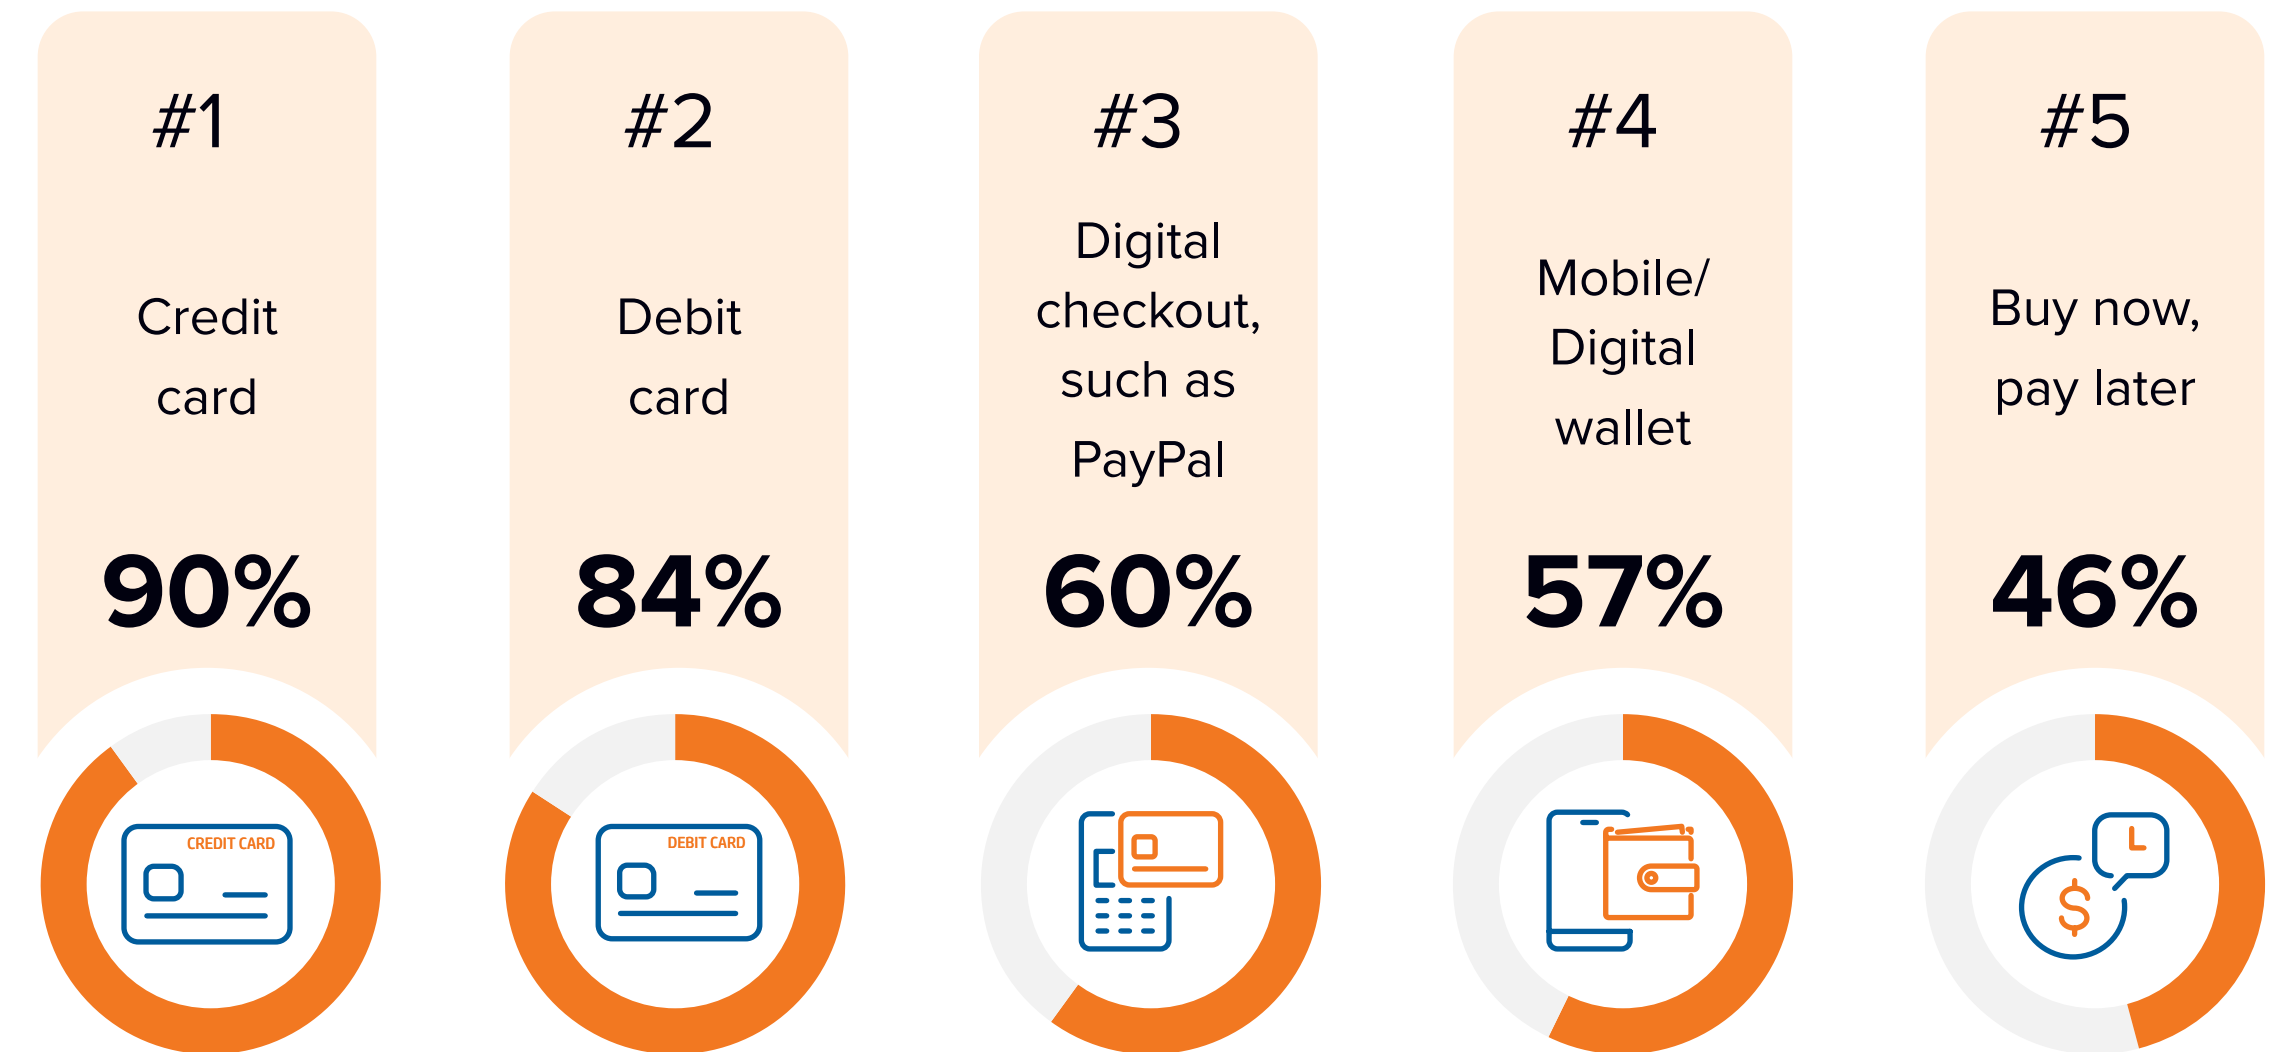 #1
Credit
card
90%
CREDIT CARD
#2
Debit
card
84%
DEBIT CARD
#3
Digital
checkout,
such as
PayPal
60%
#4
Mobile/
Digital
wallet
57%
#5
Buy now,
pay later
46%
$